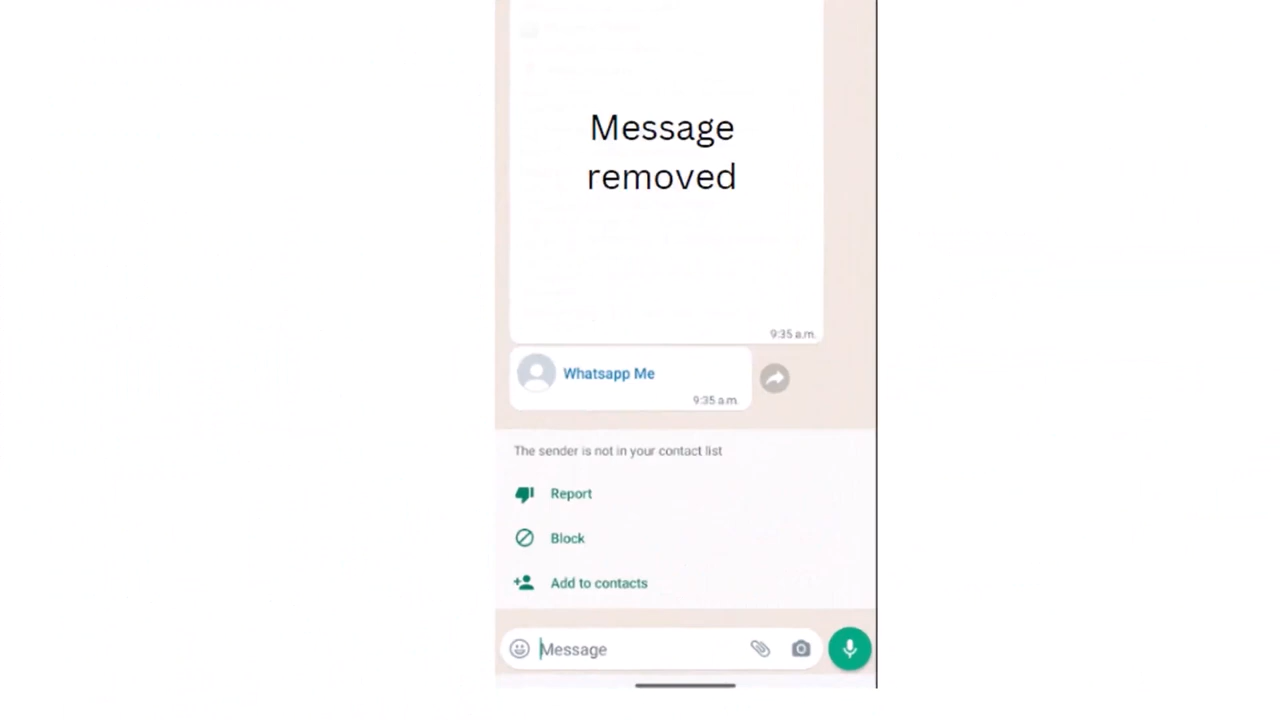 Message
removed
9:35 a.m.
Whatsapp Me
9:35 a.m.
The sender is not in your contact list
Report
Block
Add to contacts
Message